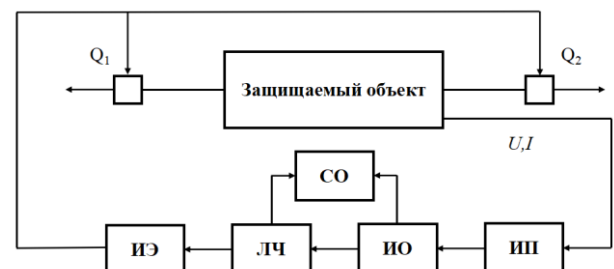 Q₁
Q₂
Защищаемый объект
U,I
СО
ИЭ
ЛЧ
ИО
ИП